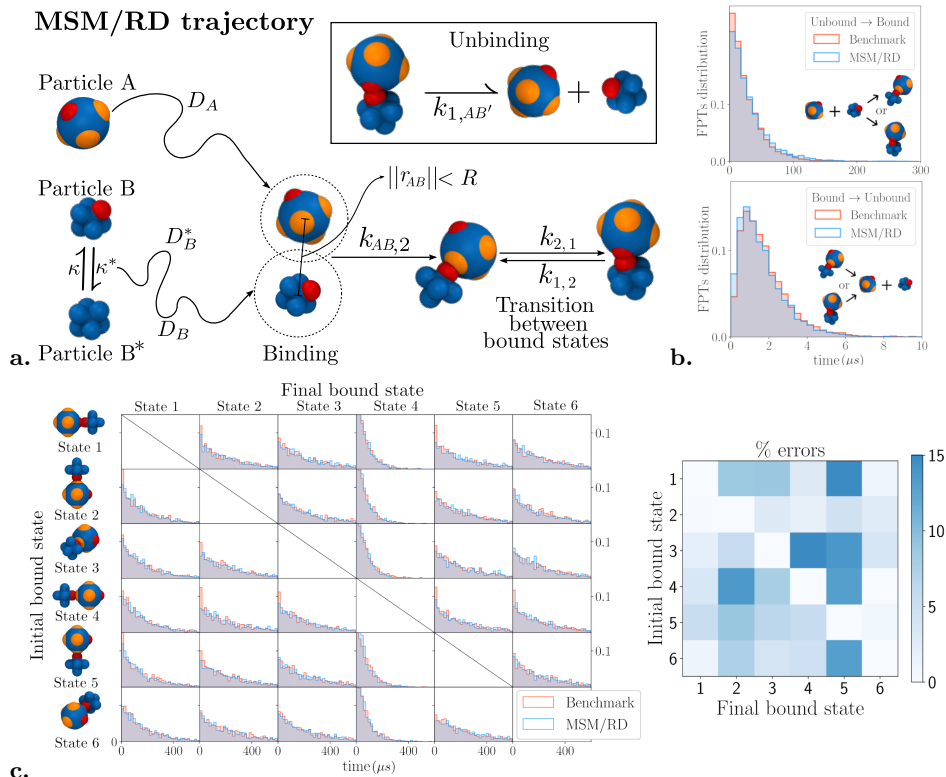 MSM/RD trajectory
Particle A
D_A
Particle B
κ κ*
D_B*
D_B
Particle B*
a.
Unbinding
k_{1,AB'}
+
||r_{AB}||< R
k_{AB,2}
k_{2,1}
k_{1,2}
Transition
between
bound states
Binding
FPTs distribution
0.1
0.0
Unbound → Bound
Benchmark
MSM/RD
+
or
0 100 200 300
FPTs distribution
0.1
0.0
Bound → Unbound
Benchmark
MSM/RD
or
+
0 2 4 6 8 10
time(μs)
b.
Final bound state
State 1 State 2 State 3 State 4 State 5 State 6
Initial bound state
State 1
State 2
State 3
State 4
State 5
State 6
0.1
0.1
0.1
0.1
0.1
0
Benchmark
MSM/RD
0 400 0 400 0 400 0 400 0 400 0 400
time(μs)
c.
% errors
Initial bound state
1
2
3
4
5
6
1 2 3 4 5 6
Final bound state
15
10
5
0